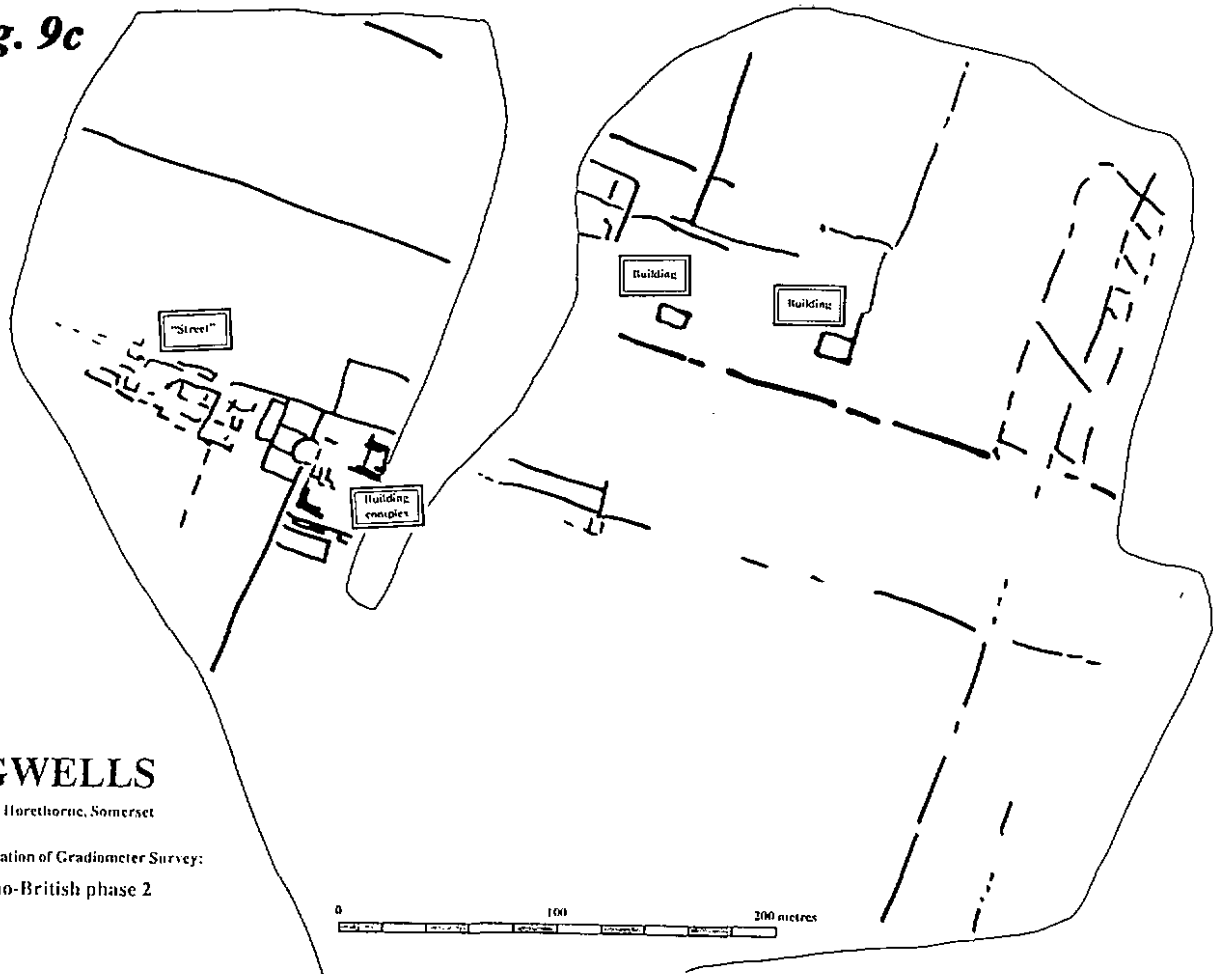 g. 9c
Building
Building
"Street"
Building
complex
GWELLS
Horethorne, Somerset
ation of Gradiometer Survey:
o-British phase 2
0 100 200 metres